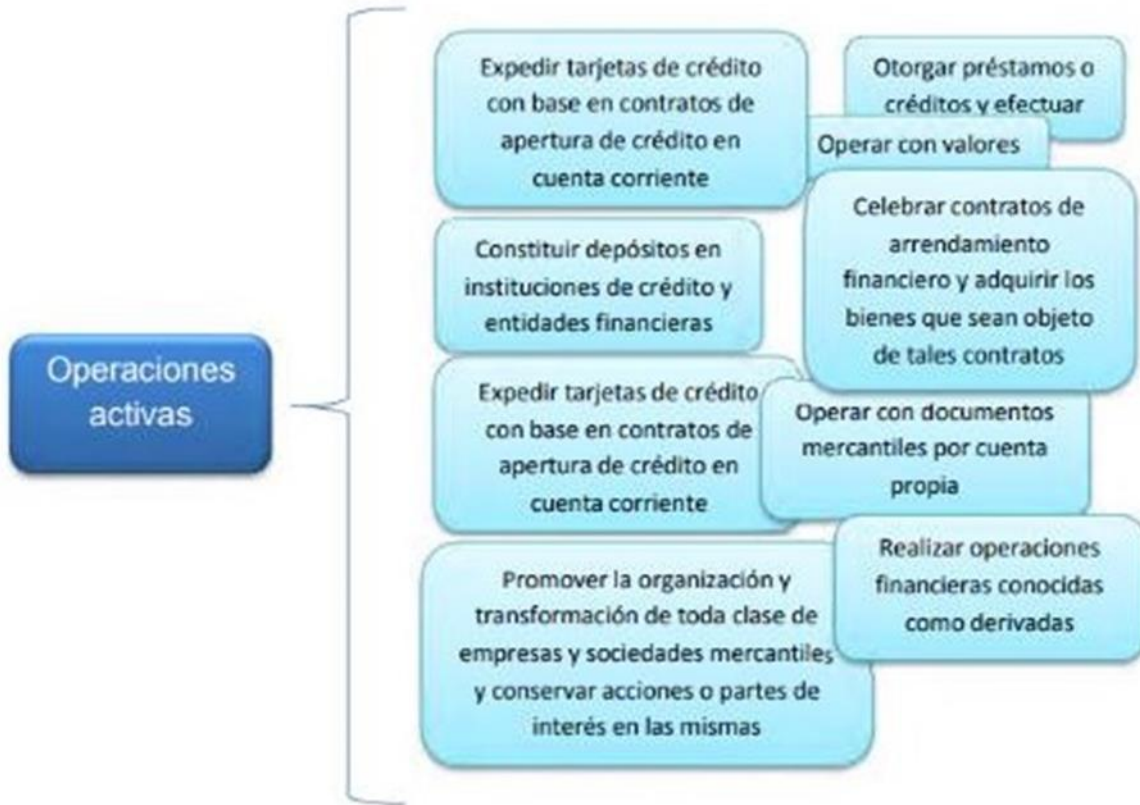 Operaciones
activas
Expedir tarjetas de crédito
con base en contratos de
apertura de crédito en
cuenta corriente
Otorgar préstamos o
créditos y efectuar
Operar con valores
Celebrar contratos de
arrendamiento
financiero y adquirir los
bienes que sean objeto
de tales contratos
Constituir depósitos en
instituciones de crédito y
entidades financieras
Expedir tarjetas de crédito
con base en contratos de
apertura de crédito en
cuenta corriente
Operar con documentos
mercantiles por cuenta
propia
Realizar operaciones
financieras conocidas
como derivadas
Promover la organización y
transformación de toda clase de
empresas y sociedades mercantiles
y conservar acciones o partes de
interés en las mismas